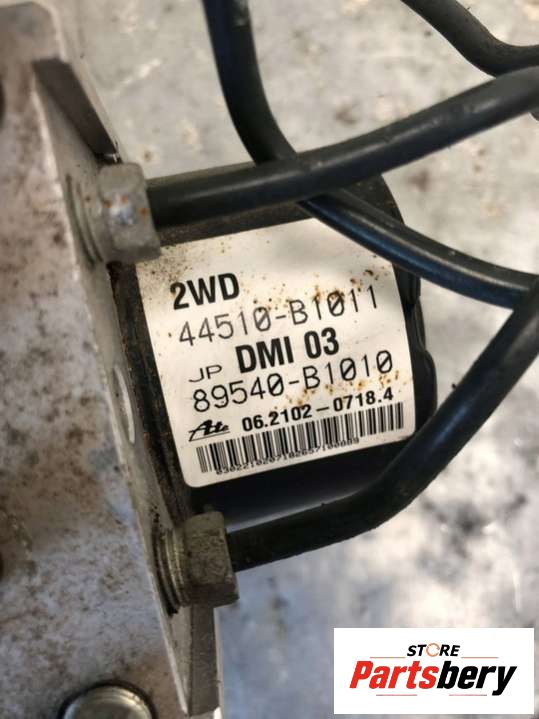 2WD
44510-B1011
JP DMI 03
89540-B1010
Ate 06.2102-0718.4
STORE
Partsbery